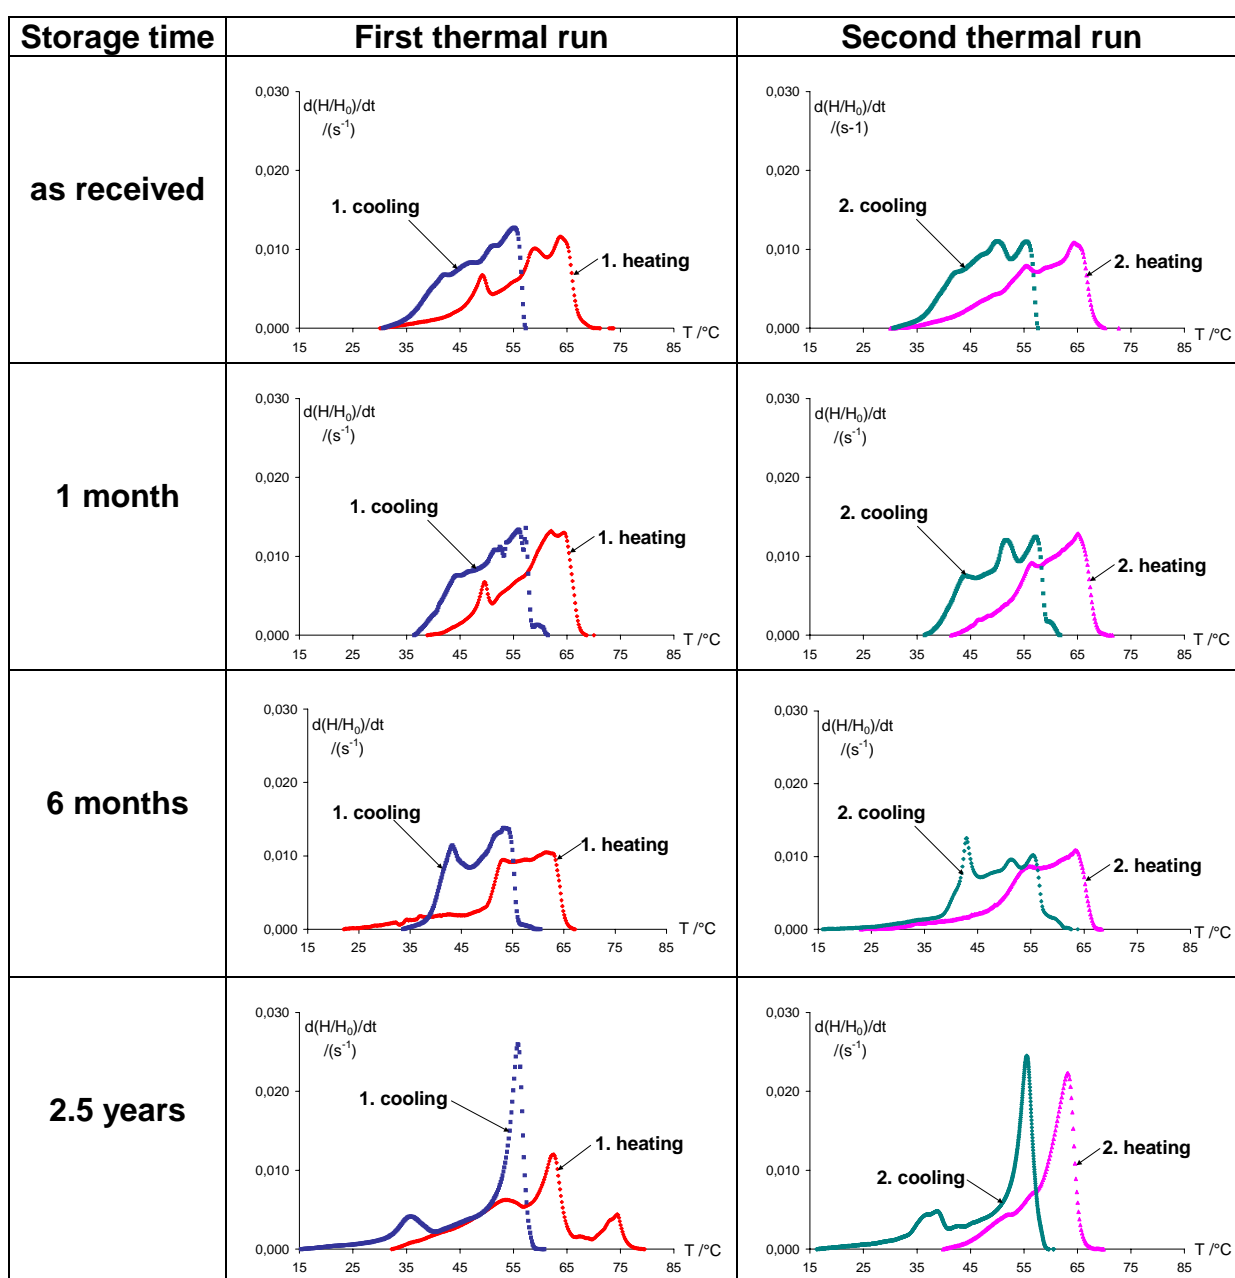 Storage time First thermal run Second thermal run
as received
0,030
0,020
0,010
0,000
d(H/H₀)/dt
/(s⁻¹)
1. cooling
1. heating
T /°C
15 25 35 45 55 65 75 85
0,030
0,020
0,010
0,000
d(H/H₀)/dt
/(s-1)
2. cooling
2. heating
T /°C
15 25 35 45 55 65 75 85
1 month
0,030
0,020
0,010
0,000
d(H/H₀)/dt
/(s⁻¹)
1. cooling
1. heating
T /°C
15 25 35 45 55 65 75 85
0,030
0,020
0,010
0,000
d(H/H₀)/dt
/(s⁻¹)
2. cooling
2. heating
T /°C
15 25 35 45 55 65 75 85
6 months
0,030
0,020
0,010
0,000
d(H/H₀)/dt
/(s⁻¹)
1. cooling
1. heating
T /°C
15 25 35 45 55 65 75 85
0,030
0,020
0,010
0,000
d(H/H₀)/dt
/(s⁻¹)
2. cooling
2. heating
T /°C
15 25 35 45 55 65 75 85
2.5 years
0,030
0,020
0,010
0,000
d(H/H₀)/dt
/(s⁻¹)
1. cooling
1. heating
T /°C
15 25 35 45 55 65 75 85
0,030
0,020
0,010
0,000
d(H/H₀)/dt
/(s⁻¹)
2. cooling
2. heating
T /°C
15 25 35 45 55 65 75 85